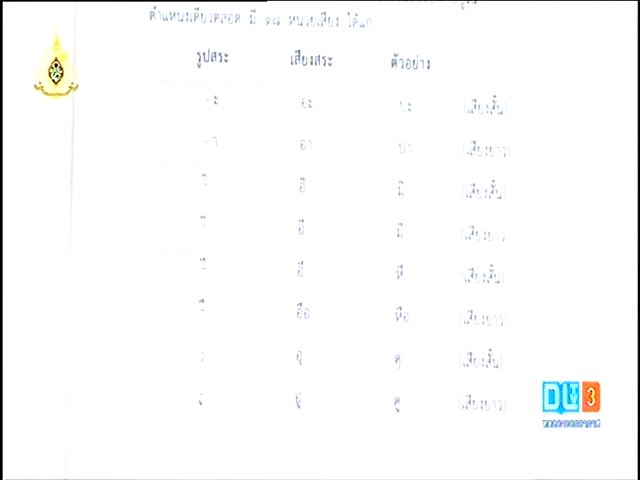 ตำแหน่งเดียวตลอด มี ๑๘ หน่วยเสียง ได้แก่
รูปสระ เสียงสระ ตัวอย่าง
-ะ อะ ปะ (เสียงสั้น)
-า อา ปา (เสียงยาว)
-ิ อิ มิ (เสียงสั้น)
-ี อี มี (เสียงยาว)
-ึ อึ หึ (เสียงสั้น)
-ื อือ หือ (เสียงยาว)
-ุ อุ ดุ (เสียงสั้น)
-ู อู ดู (เสียงยาว)
DLTV 3